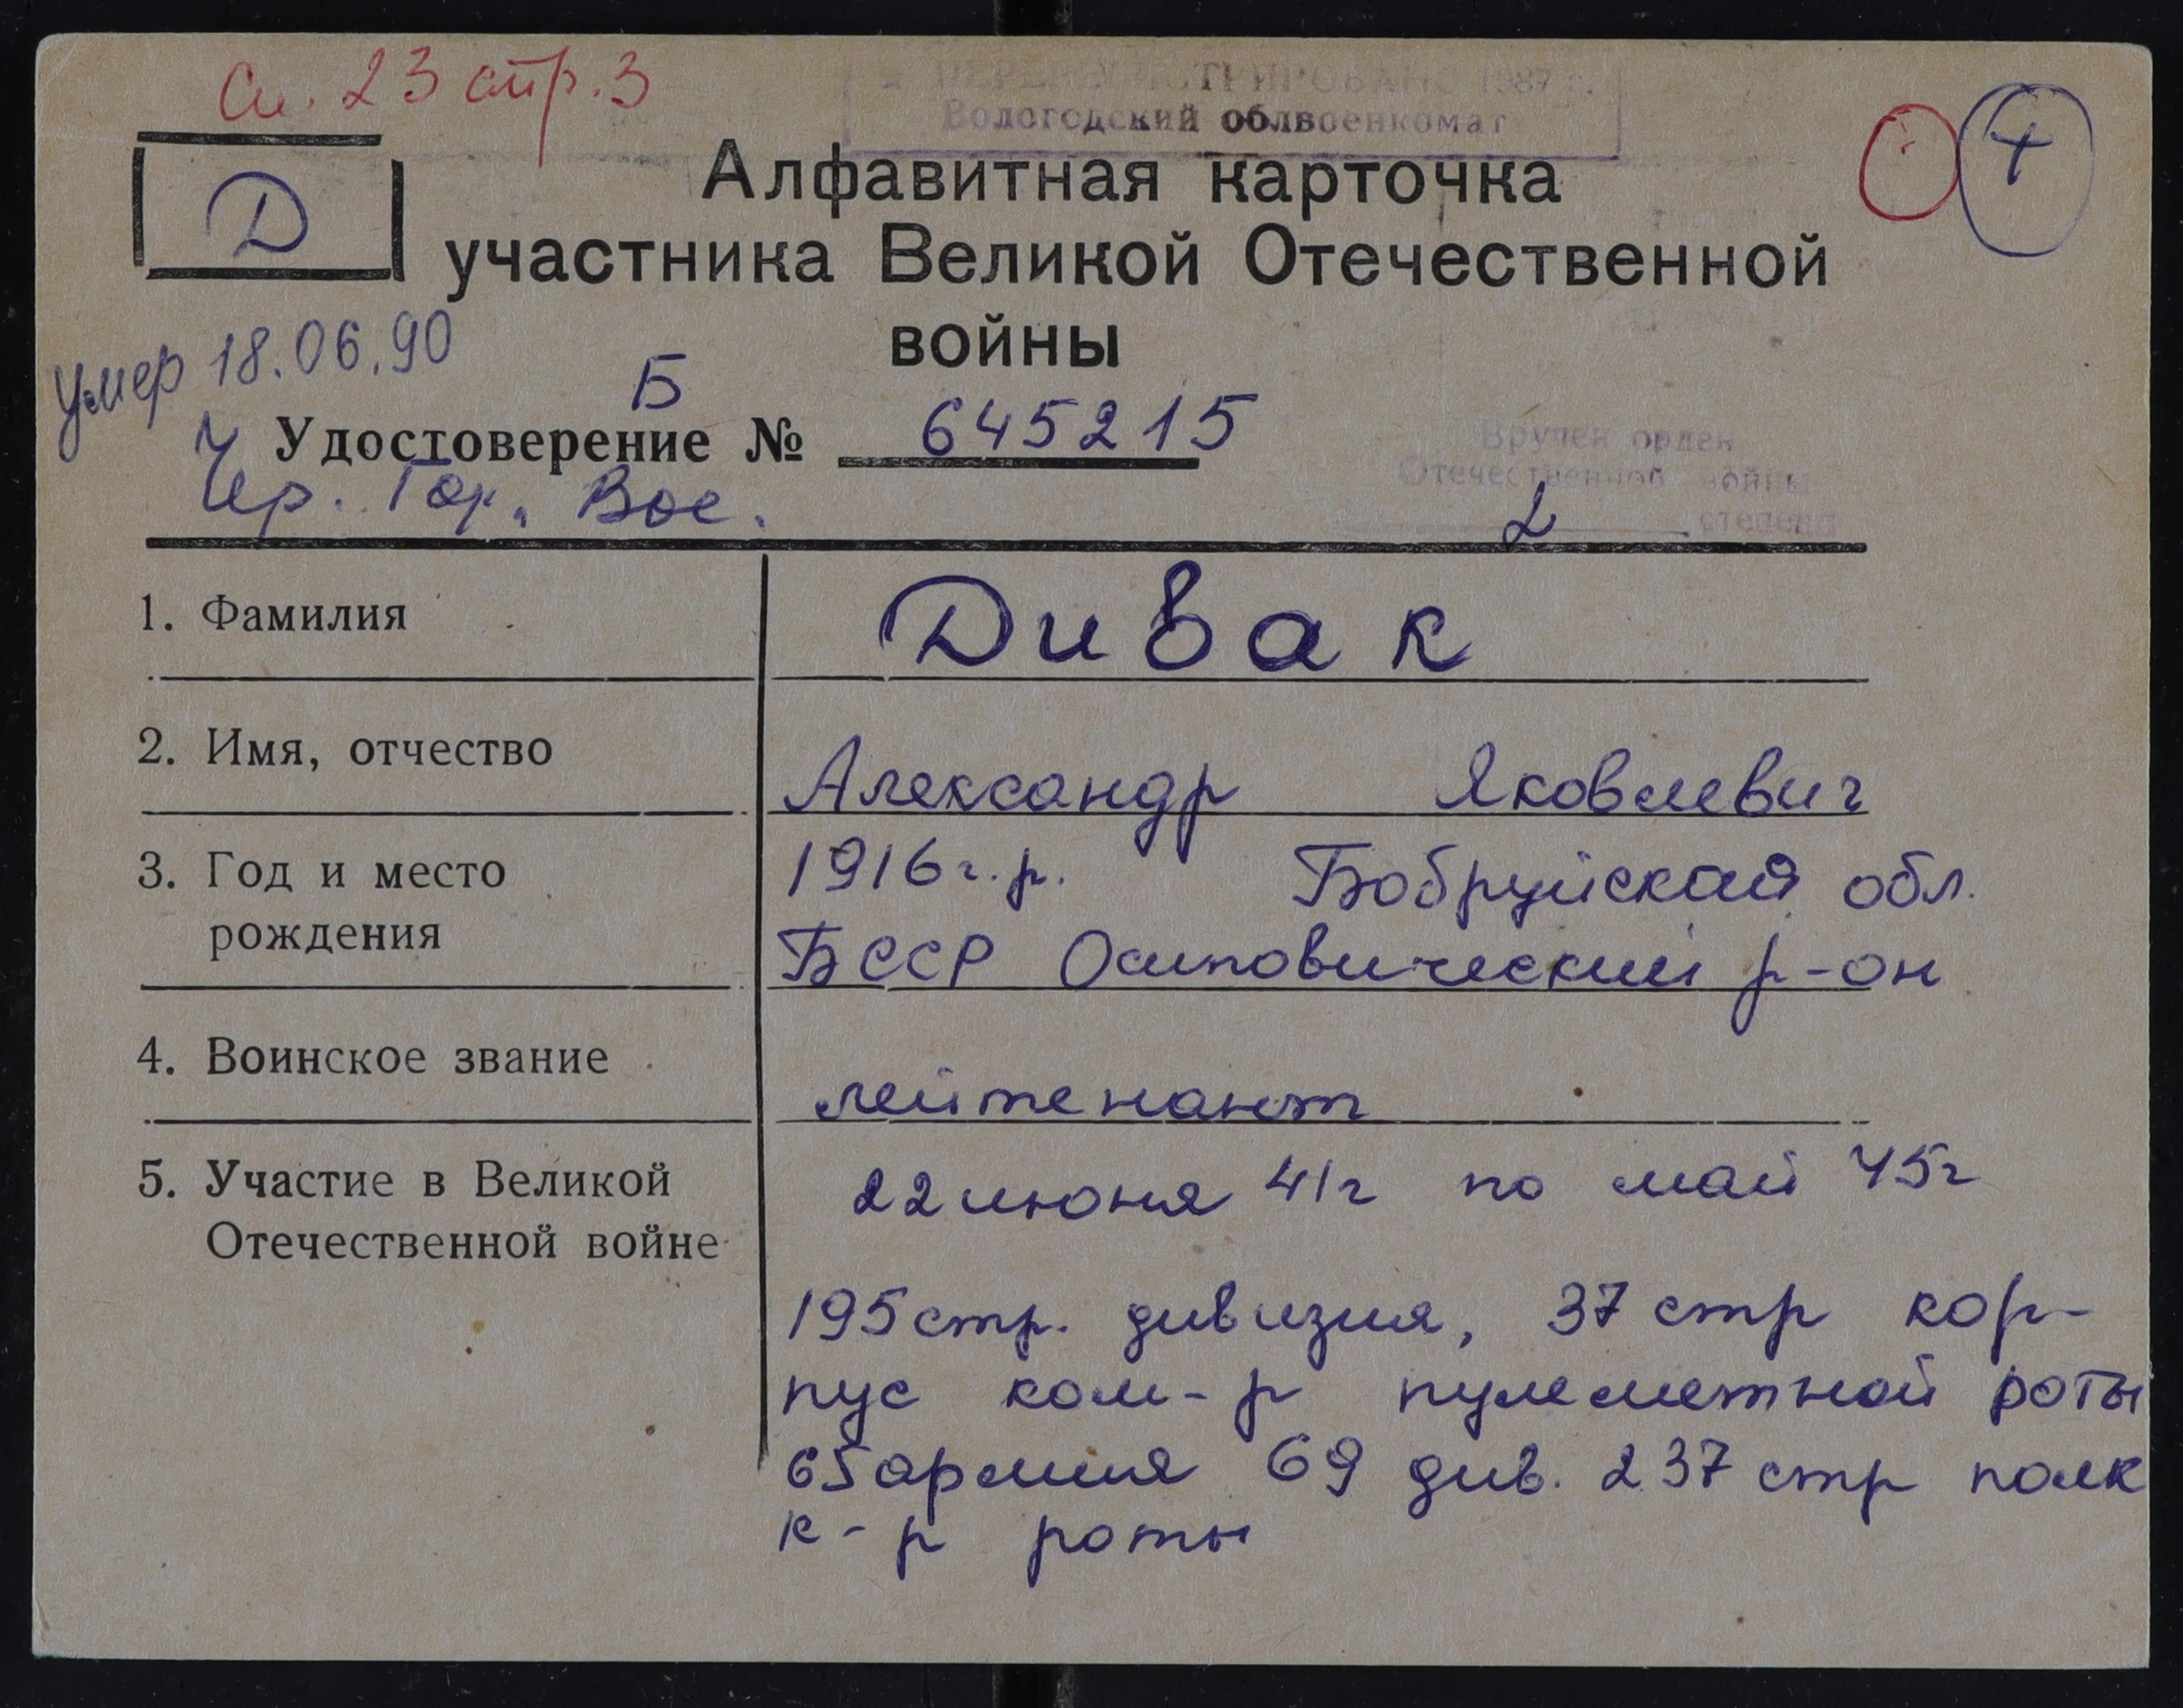 Сп. 23 стр. 3
ПЕРЕРЕГИСТРИРОВАНО 1987 г.
Вологодский облвоенкомат
Д
Алфавитная карточка
участника Великой Отечественной
войны
умер 18.06.90
Б
Удостоверение № 645215
Чер. Гор. Вое.
Вручен орден
Отечественной войны
2 степени
1. Фамилия
Дивак
2. Имя, отчество
Александр Яковлевич
3. Год и место
рождения
1916 г.р. Бобруйская обл.
БССР Осиповический р-он
4. Воинское звание
лейтенант
5. Участие в Великой
Отечественной войне
22 июня 41г по май 45г
195 стр. дивизия, 37 стр кор-
пус ком-р пулеметной роты
65 армия 69 див. 237 стр полк
к-р роты